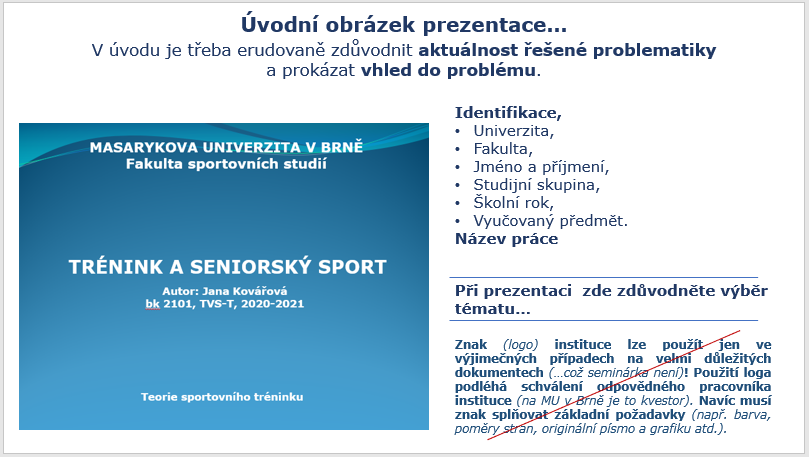 Úvodní obrázek prezentace...
V úvodu je třeba erudovaně zdůvodnit aktuálnost řešené problematiky
a prokázat vhled do problému.
MASARYKOVA UNIVERZITA V BRNĚ
Fakulta sportovních studií
TRÉNINK A SENIORSKÝ SPORT
Autor: Jana Kovářová
bk 2101, TVS-T, 2020-2021
Teorie sportovního tréninku
Identifikace,
• Univerzita,
• Fakulta,
• Jméno a příjmení,
• Studijní skupina,
• Školní rok,
• Vyučovaný předmět.
Název práce
Při prezentaci zde zdůvodněte výběr
tématu...
Znak (logo) instituce lze použít jen ve
výjimečných případech na velmi důležitých
dokumentech (...což seminárka není)! Použití loga
podléhá schválení odpovědného pracovníka
instituce (na MU v Brně je to kvestor). Navíc musí
znak splňovat základní požadavky (např. barva,
poměry stran, originální písmo a grafiku atd.).